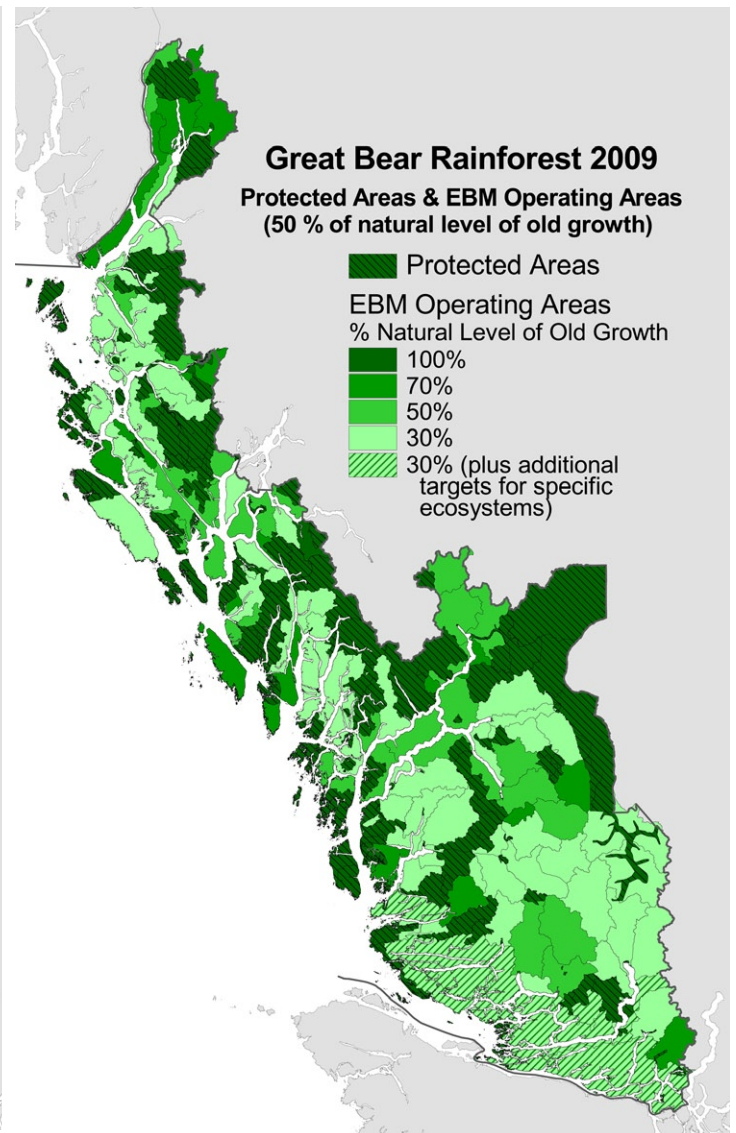 Great Bear Rainforest 2009
Protected Areas & EBM Operating Areas
(50 % of natural level of old growth)
Protected Areas
EBM Operating Areas
% Natural Level of Old Growth
100%
70%
50%
30%
30% (plus additional
targets for specific
ecosystems)